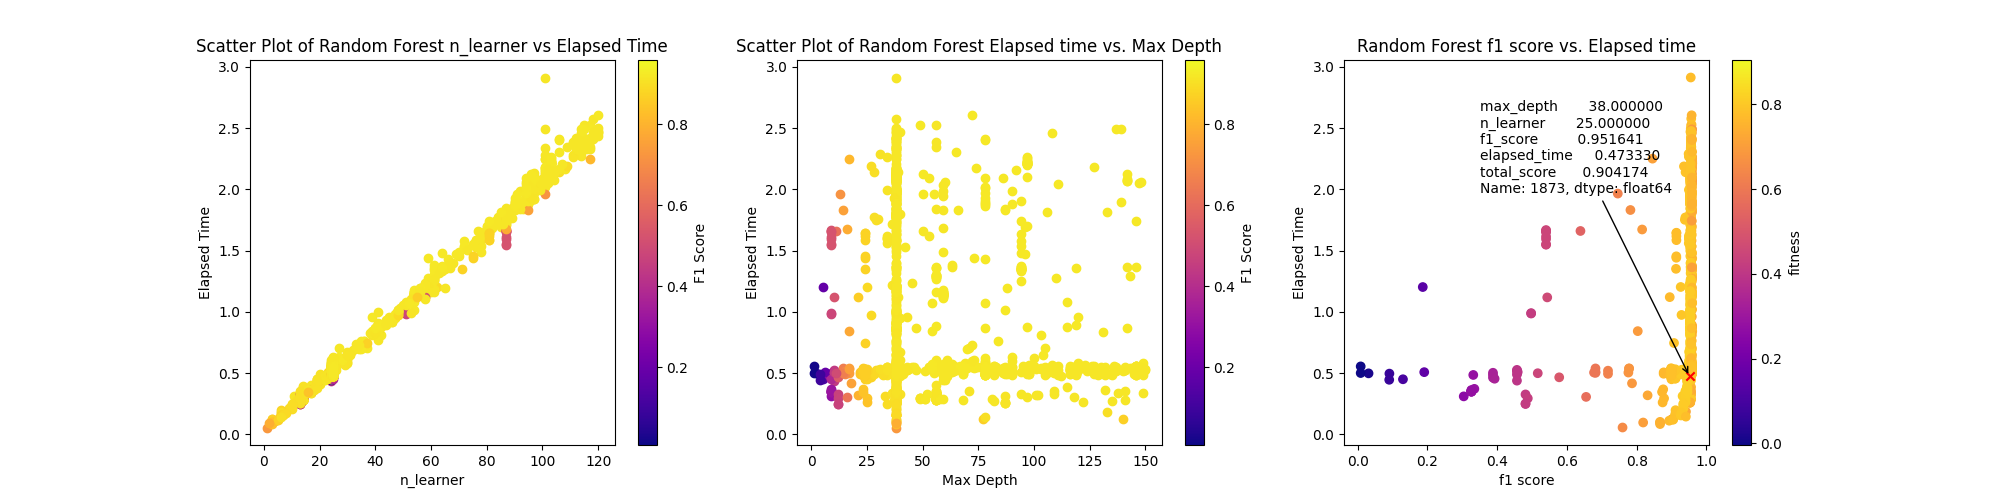 Scatter Plot of Random Forest n_learner vs Elapsed Time
3.0
2.5
2.0
1.5
1.0
0.5
0.0
Elapsed Time
0 20 40 60 80 100 120
n_learner
0.8
0.6
0.4
0.2
F1 Score
Scatter Plot of Random Forest Elapsed time vs. Max Depth
3.0
2.5
2.0
1.5
1.0
0.5
0.0
Elapsed Time
0 25 50 75 100 125 150
Max Depth
0.8
0.6
0.4
0.2
F1 Score
Random Forest f1 score vs. Elapsed time
3.0
2.5
2.0
1.5
1.0
0.5
0.0
Elapsed Time
max_depth 38.000000
n_learner 25.000000
f1_score 0.951641
elapsed_time 0.473330
total_score 0.904174
Name: 1873, dtype: float64
0.0 0.2 0.4 0.6 0.8 1.0
f1 score
0.8
0.6
0.4
0.2
0.0
fitness